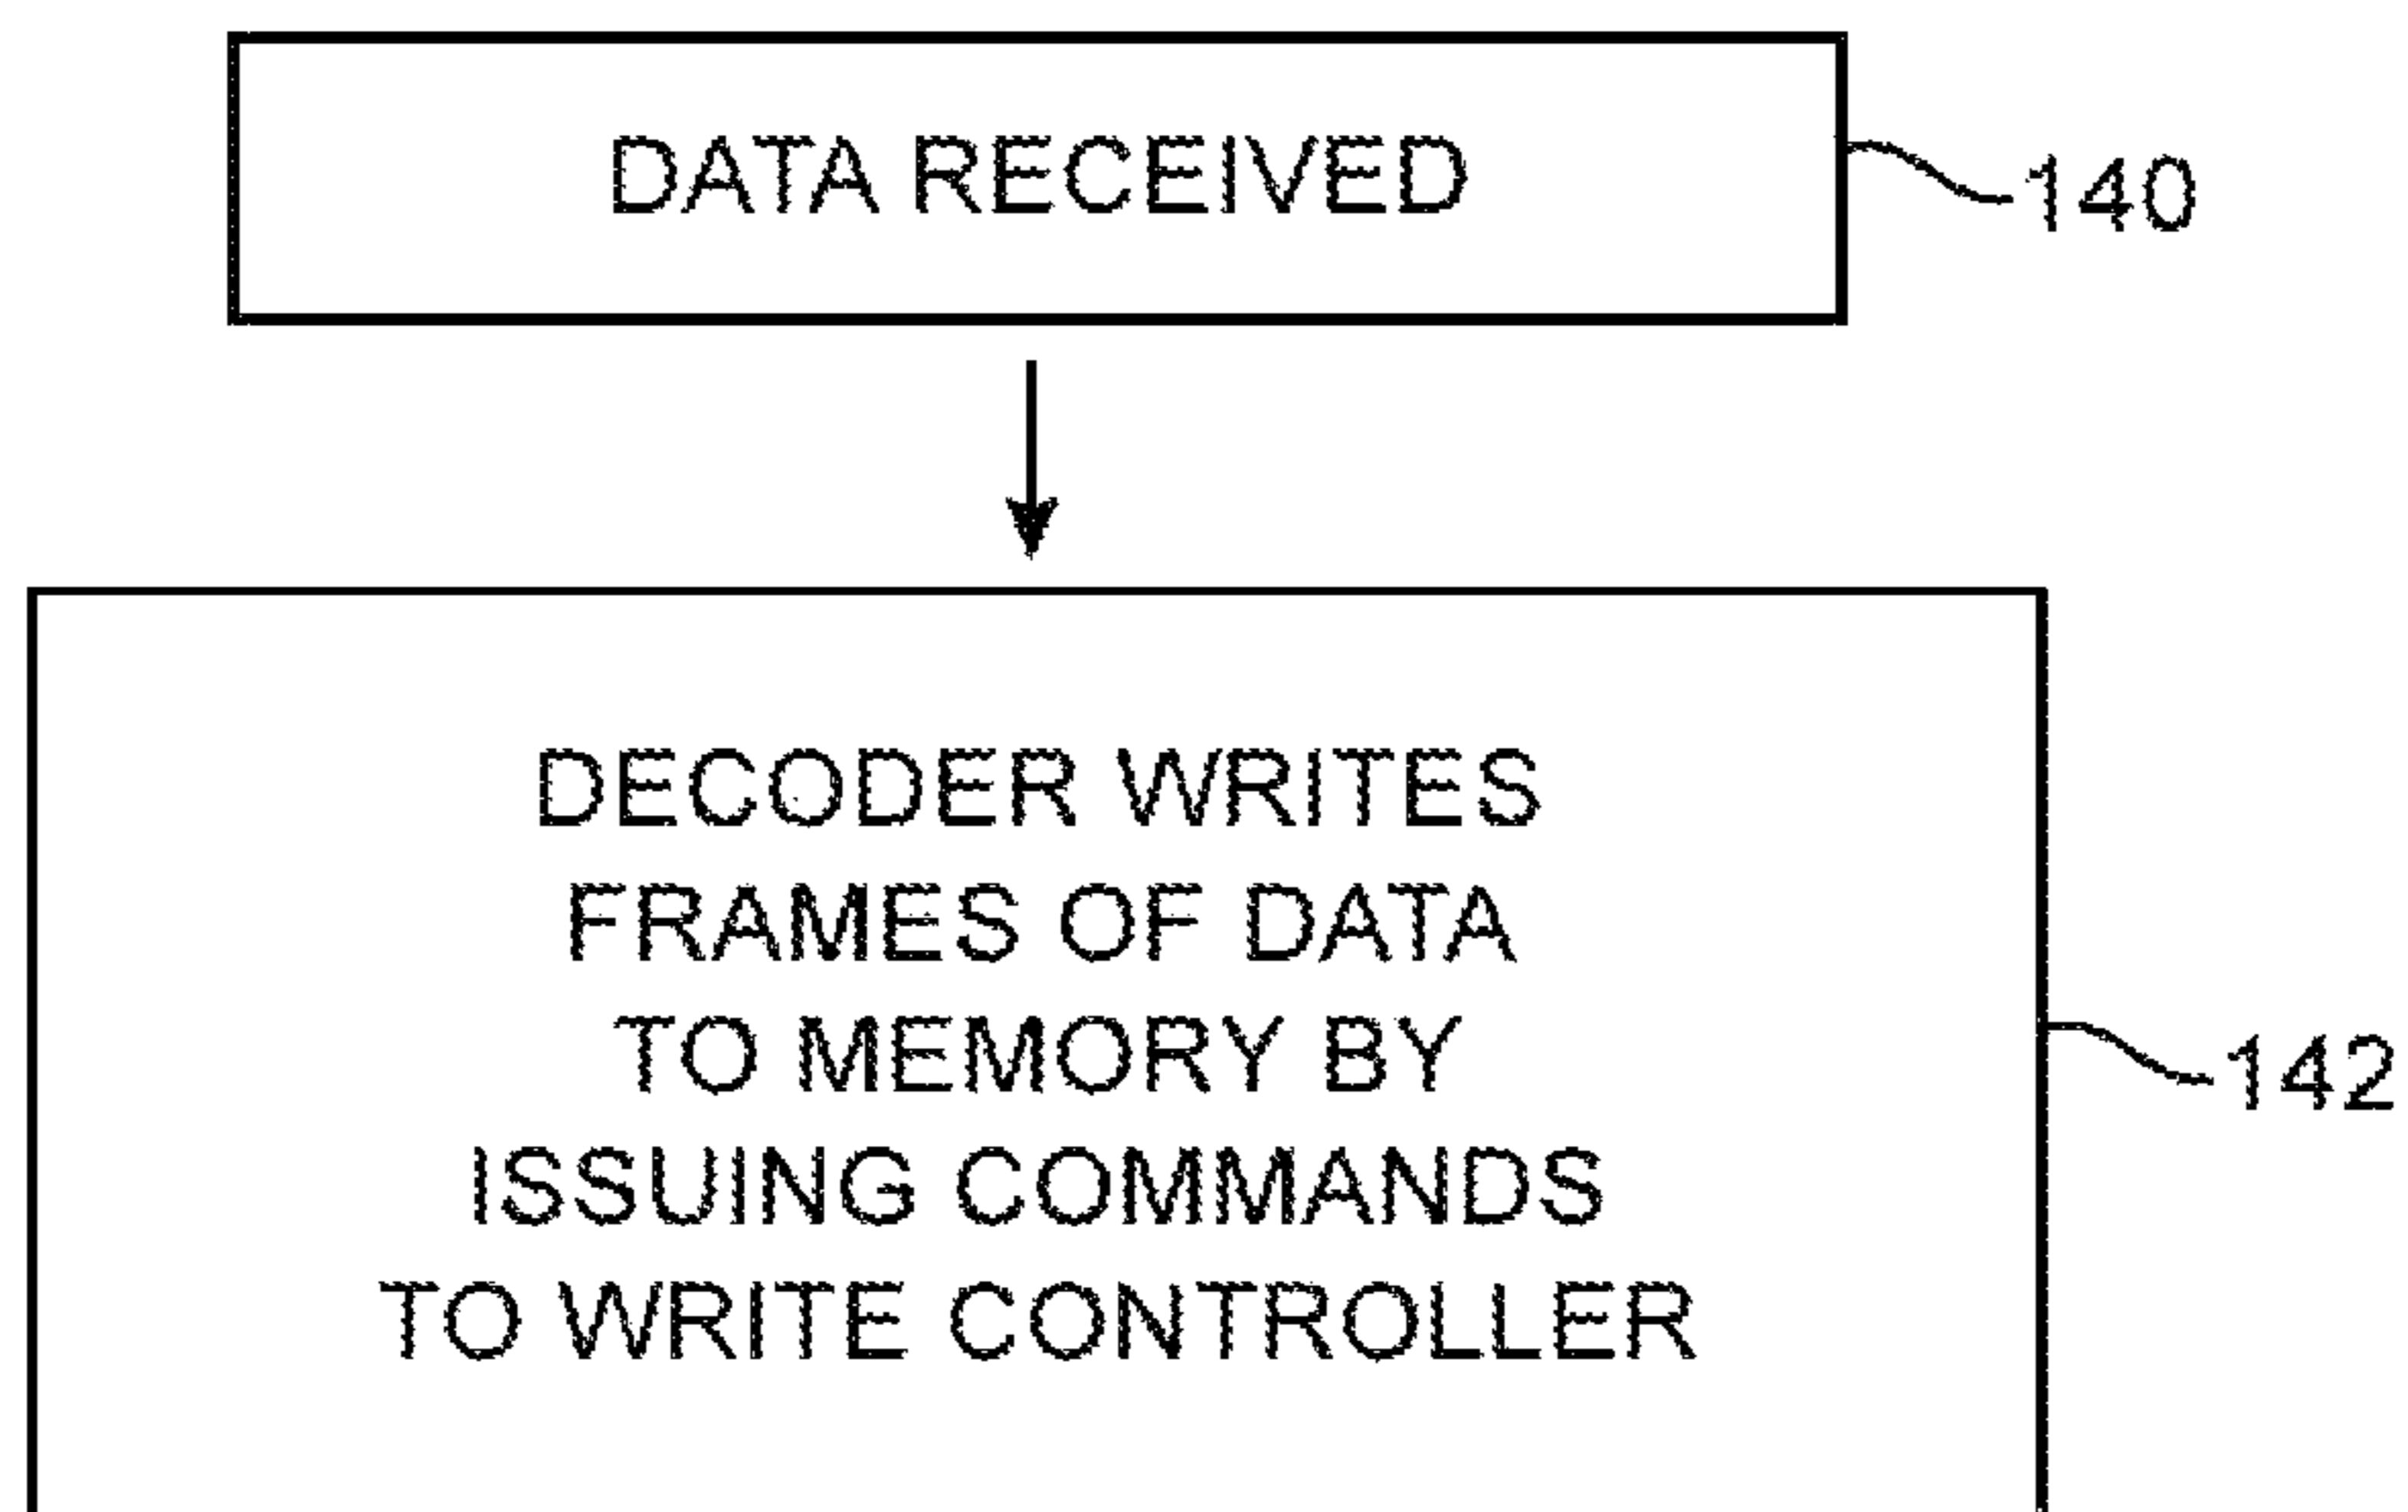 DATA RECEIVED
140
DECODER WRITES
FRAMES OF DATA
TO MEMORY BY
142
ISSUING COMMANDS
TO WRITE CONTROLLER